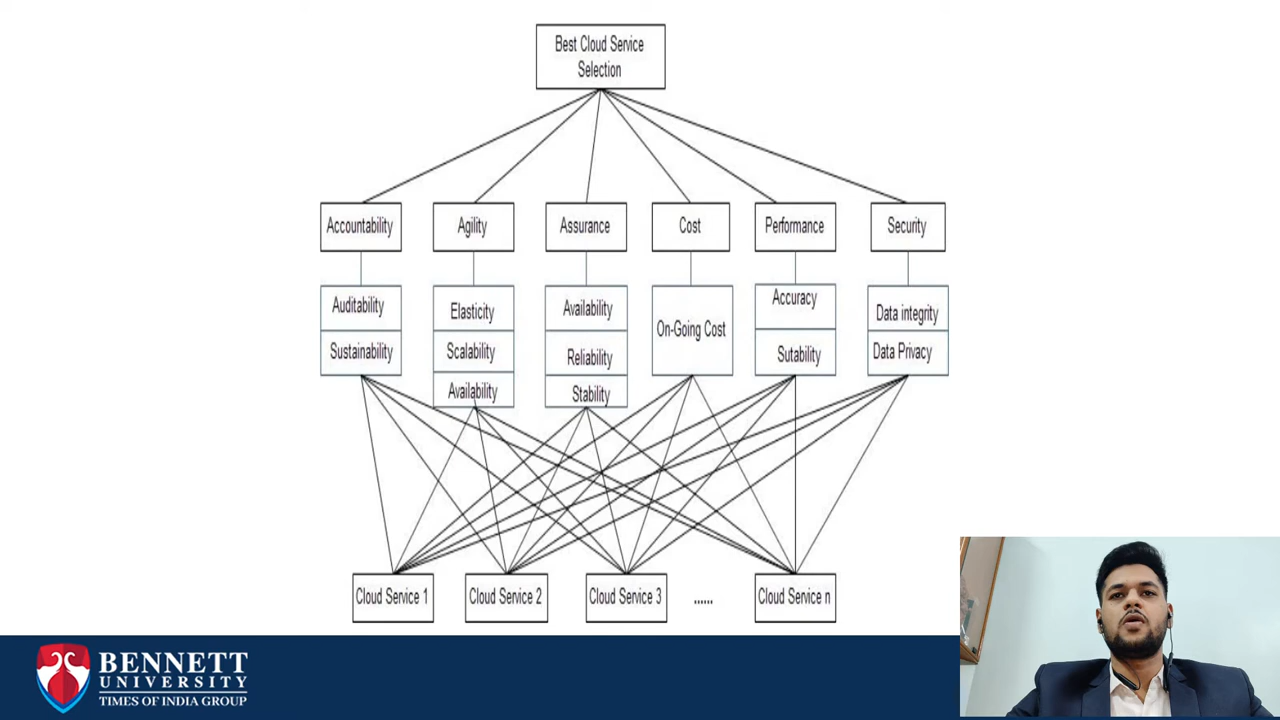 Best Cloud Service
Selection
Accountability
Agility
Assurance
Cost
Performance
Security
Auditability
Sustainability
Elasticity
Scalability
Availability
Availability
Reliability
Stability
On-Going Cost
Accuracy
Sutability
Data integrity
Data Privacy
Cloud Service 1
Cloud Service 2
Cloud Service 3
......
Cloud Service n
BENNETT
UNIVERSITY
TIMES OF INDIA GROUP